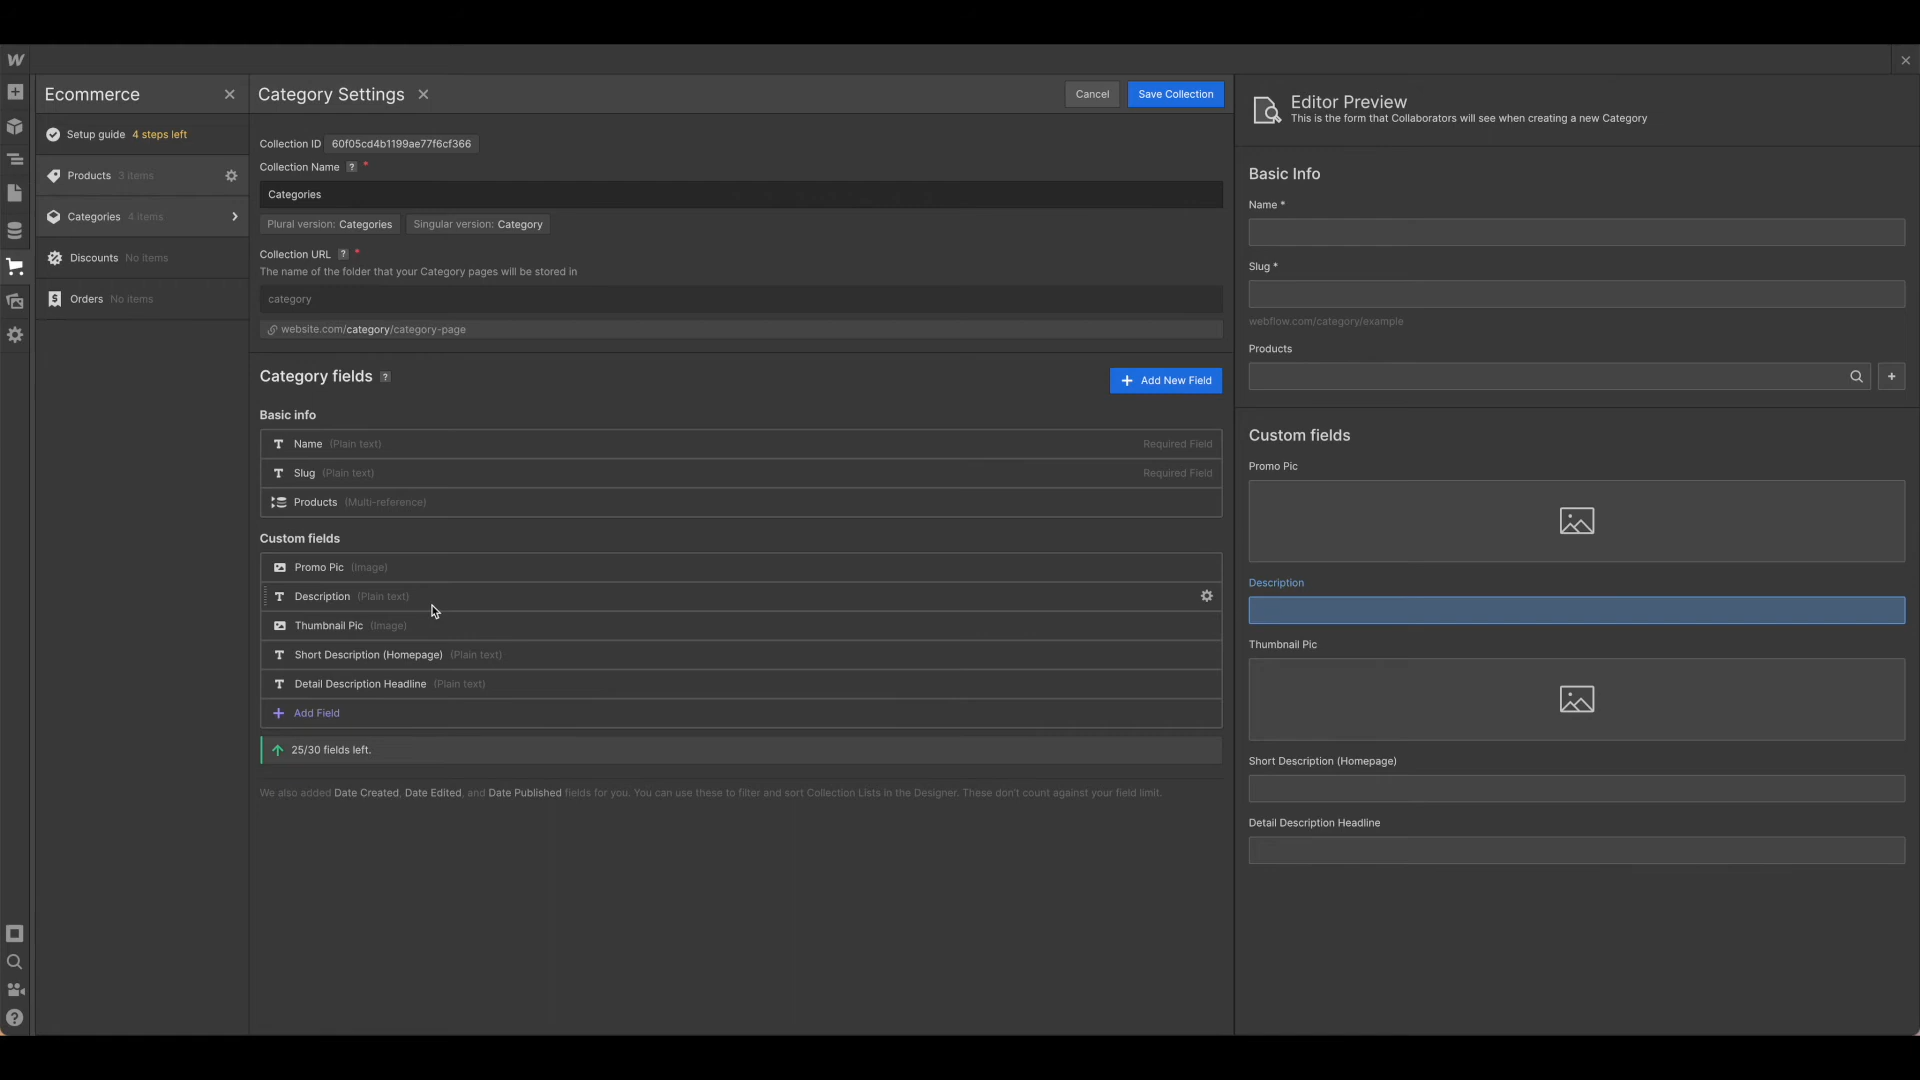 W
Ecommerce
Setup guide 4 steps left
Products 3 items
Categories 4 items
Discounts No items
Orders No items
Category Settings
Cancel
Save Collection
Collection ID 60f05cd4b1199ae77f6cf366
Collection Name ? *
Categories
Plural version: Categories
Singular version: Category
Collection URL ? *
The name of the folder that your Category pages will be stored in
category
website.com/category/category-page
Category fields ?
+ Add New Field
Basic info
Name (Plain text) Required Field
Slug (Plain text) Required Field
Products (Multi-reference)
Custom fields
Promo Pic (Image)
Description (Plain text)
Thumbnail Pic (Image)
Short Description (Homepage) (Plain text)
Detail Description Headline (Plain text)
+ Add Field
25/30 fields left.
We also added Date Created, Date Edited, and Date Published fields for you. You can use these to filter and sort Collection Lists in the Designer. These don't count against your field limit.
Editor Preview
This is the form that Collaborators will see when creating a new Category
Basic Info
Name *
Slug *
webflow.com/category/example
Products
+
Custom fields
Promo Pic
Description
Thumbnail Pic
Short Description (Homepage)
Detail Description Headline